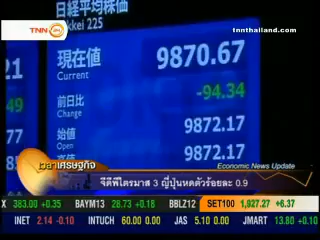 TNN 24
tnnthailand.com
日経平均株価
Nikkei 225
現在値 9870.67
Current
21
前日比 -94.34
Change
49
始値 9872.17
Open
高値 9872.17
เวลาเศรษฐกิจ
Economic News Update
จีดีพีไตรมาส 3 ญี่ปุ่นหดตัวร้อยละ 0.9
X 383.00 +0.35 BAYM13 28.73 +0.18 BBLZ12 SET100 1,927.27 +6.37
INET 2.14 -0.10 INTUCH 60.00 0.00 JAS 5.10 0.00 JMART 13.80 +0.10